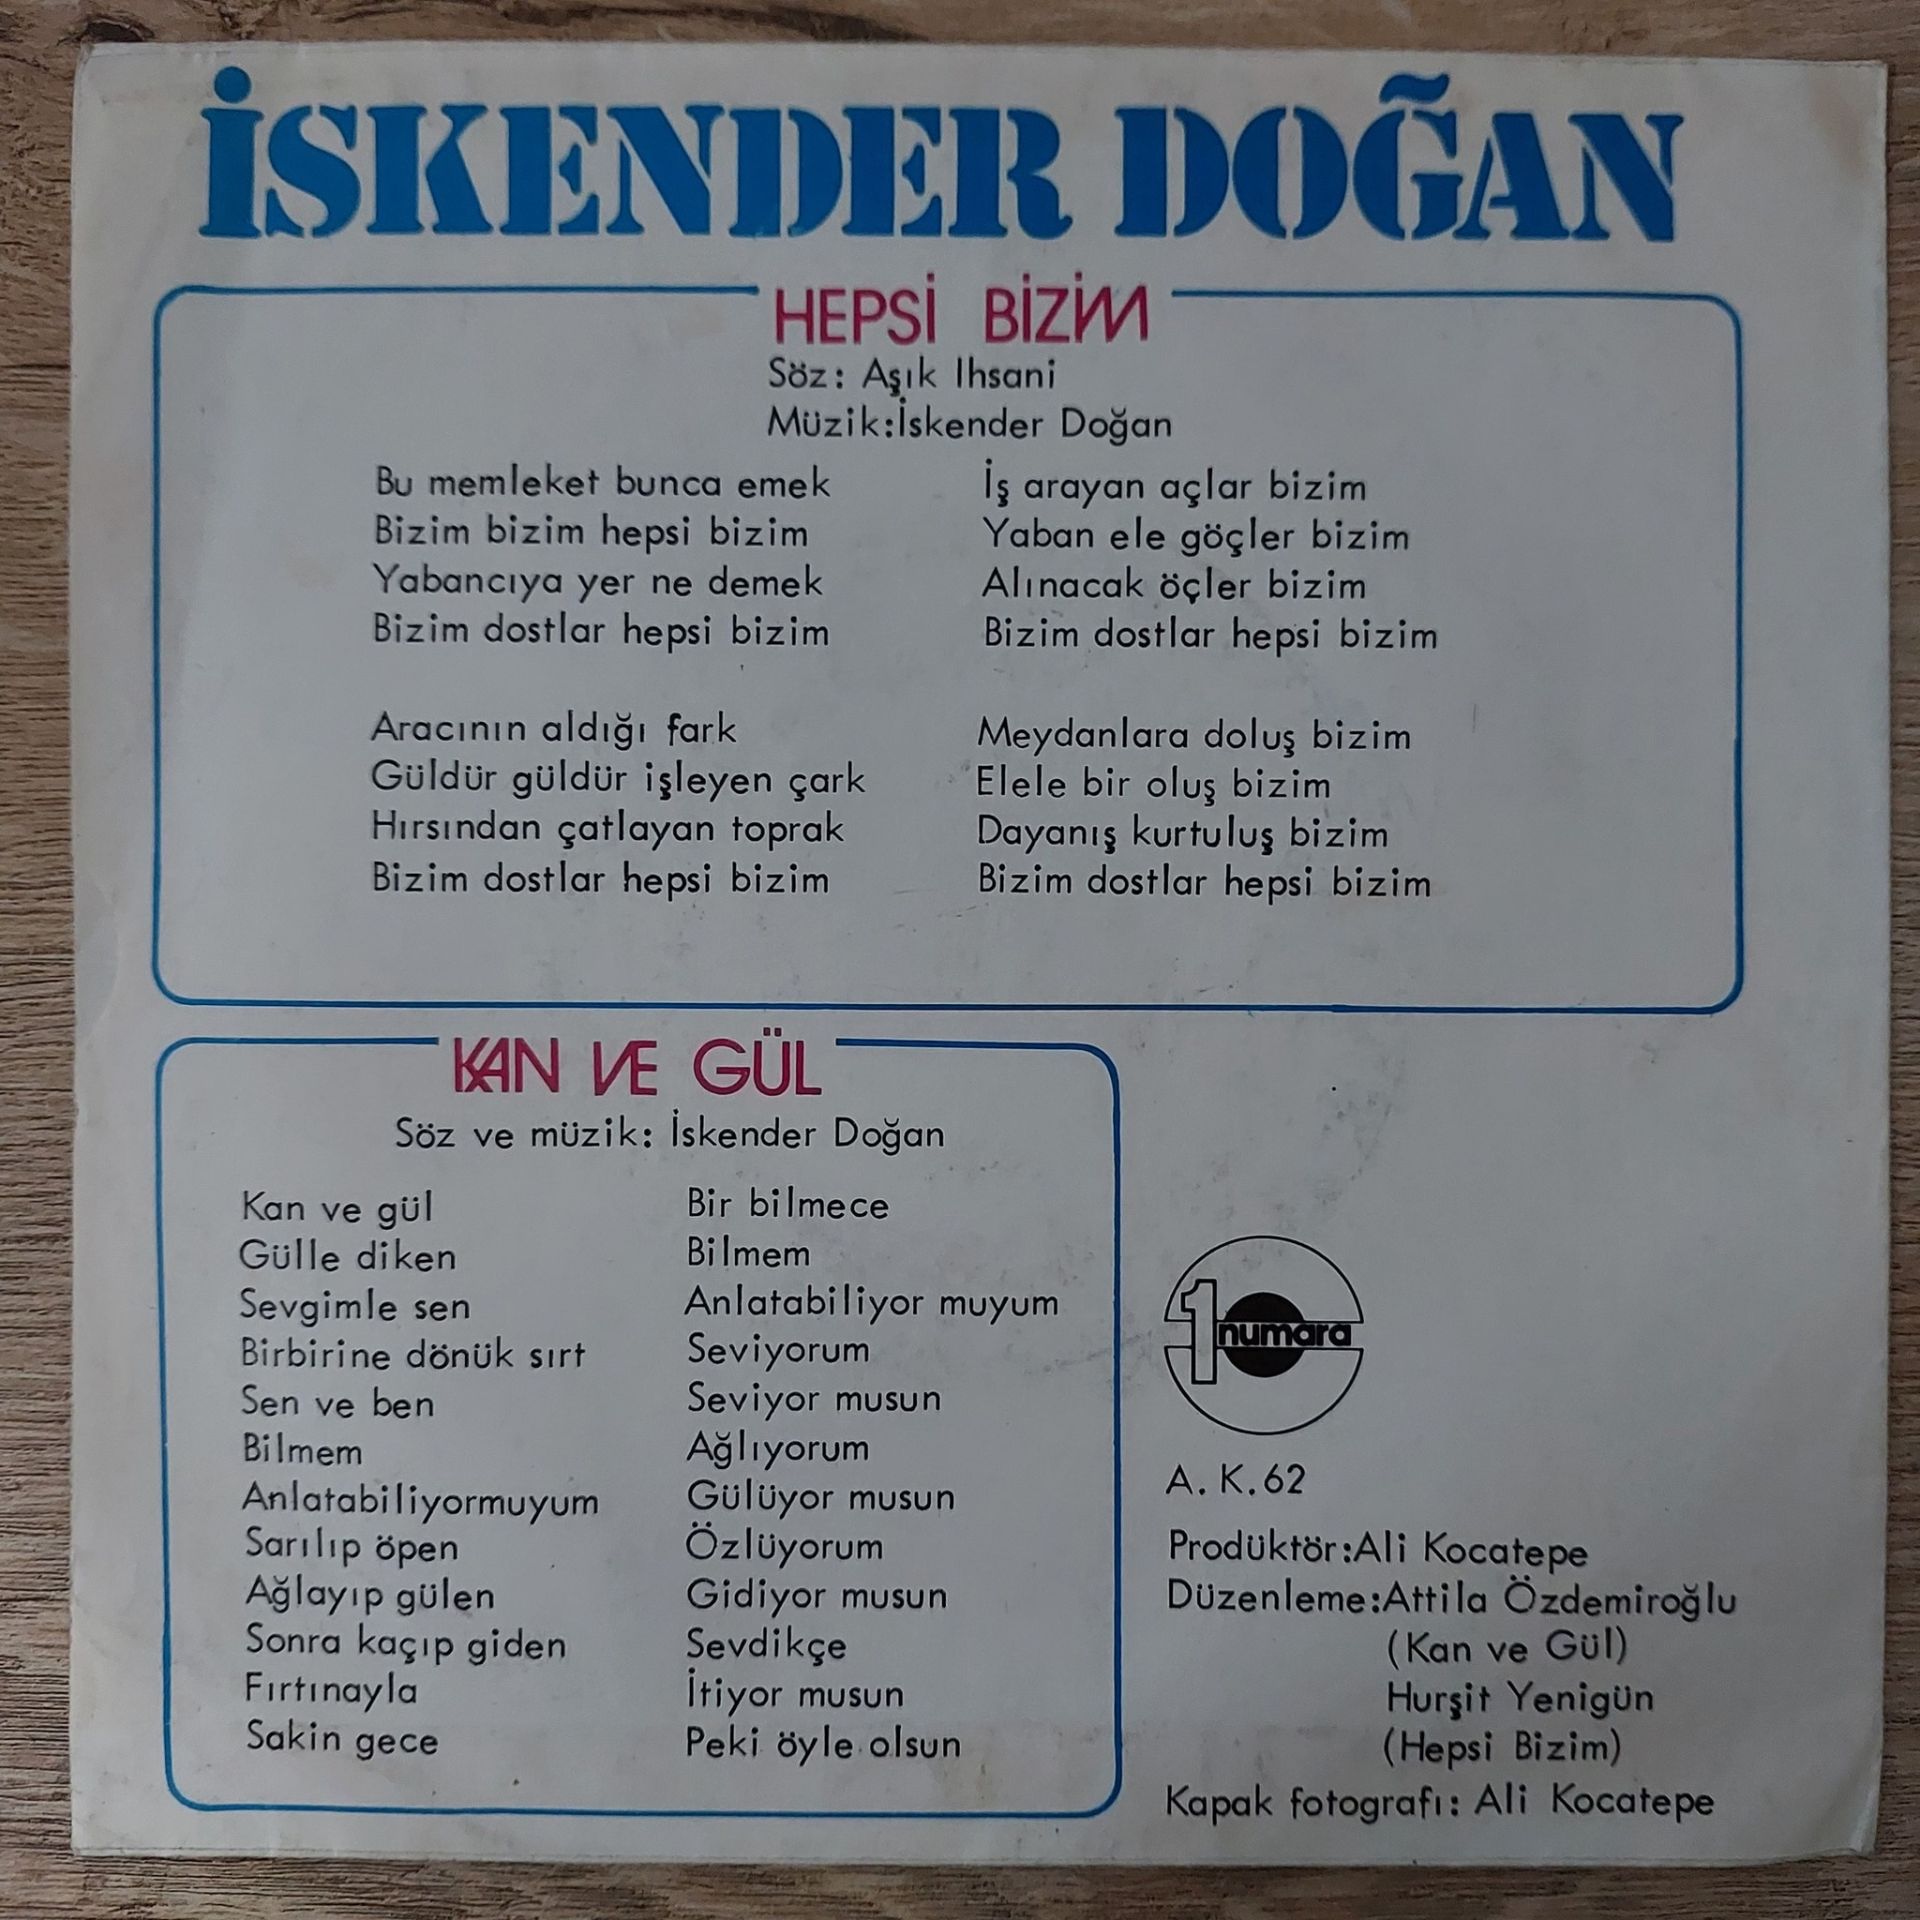 İSKENDER DOĞAN
HEPSİ BİZİM
Söz: Aşık Ihsani
Müzik:İskender Doğan
Bu memleket bunca emek
Bizim bizim hepsi bizim
Yabancıya yer ne demek
Bizim dostlar hepsi bizim
Aracının aldığı fark
Güldür güldür işleyen çark
Hırsından çatlayan toprak
Bizim dostlar hepsi bizim
İş arayan açlar bizim
Yaban ele göçler bizim
Alınacak öçler bizim
Bizim dostlar hepsi bizim
Meydanlara doluş bizim
Elele bir oluş bizim
Dayanış kurtuluş bizim
Bizim dostlar hepsi bizim
KAN VE GÜL
Söz ve müzik: İskender Doğan
Kan ve gül
Gülle diken
Sevgimle sen
Birbirine dönük sırt
Sen ve ben
Bilmem
Anlatabiliyormuyum
Sarılıp öpen
Ağlayıp gülen
Sonra kaçıp giden
Fırtınayla
Sakin gece
Bir bilmece
Bilmem
Anlatabiliyor muyum
Seviyorum
Seviyor musun
Ağlıyorum
Gülüyor musun
Özlüyorum
Gidiyor musun
Sevdikçe
İtiyor musun
Peki öyle olsun
1 numara
A. K.62
Prodüktör:Ali Kocatepe
Düzenleme:Attila Özdemiroğlu
(Kan ve Gül)
Hurşit Yenigün
(Hepsi Bizim)
Kapak fotografı: Ali Kocatepe